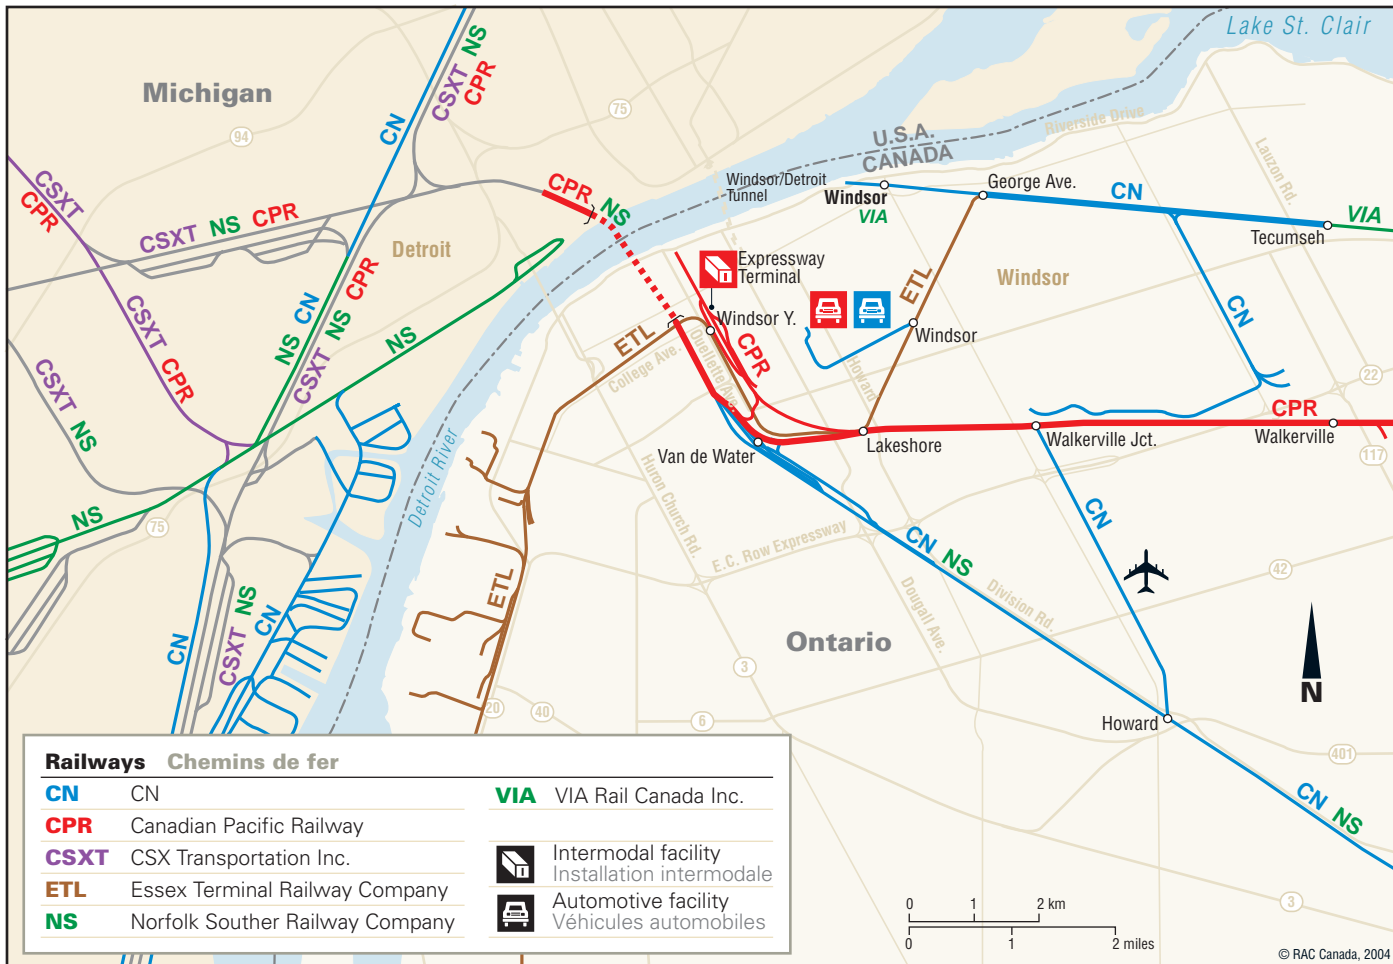 Lake St. Clair
Michigan
94
75
CN
CSXT NS
CPR
U.S.A.
CANADA
Riverside Drive
Lauzon Rd.
CSXT
CPR
CSXT NS CPR
Detroit
CPR
NS
Windsor/Detroit
Tunnel
Windsor
VIA
George Ave.
CN
Tecumseh
VIA
Expressway
Terminal
Windsor Y.
ETL
Windsor
Windsor
CN
CSXT CPR
NS CN
CSXT NS CPR
NS
ETL
College Ave.
Ouellette Ave.
CPR
Howard
22
CSXT NS
CPR
Van de Water
Lakeshore
Walkerville Jct.
Walkerville
117
Detroit River
Huron Church Rd.
NS
75
E.C. Row Expressway
CN NS
CN
Division Rd.
Dougall Ave.
42
ETL
CN
CSXT NS
CN
Ontario
3
N
20
40
6
Howard
401
CN NS
3
Railways Chemins de fer
CN CN
CPR Canadian Pacific Railway
CSXT CSX Transportation Inc.
ETL Essex Terminal Railway Company
NS Norfolk Souther Railway Company
VIA VIA Rail Canada Inc.
Intermodal facility
Installation intermodale
Automotive facility
Véhicules automobiles
0 1 2 km
0 1 2 miles
© RAC Canada, 2004